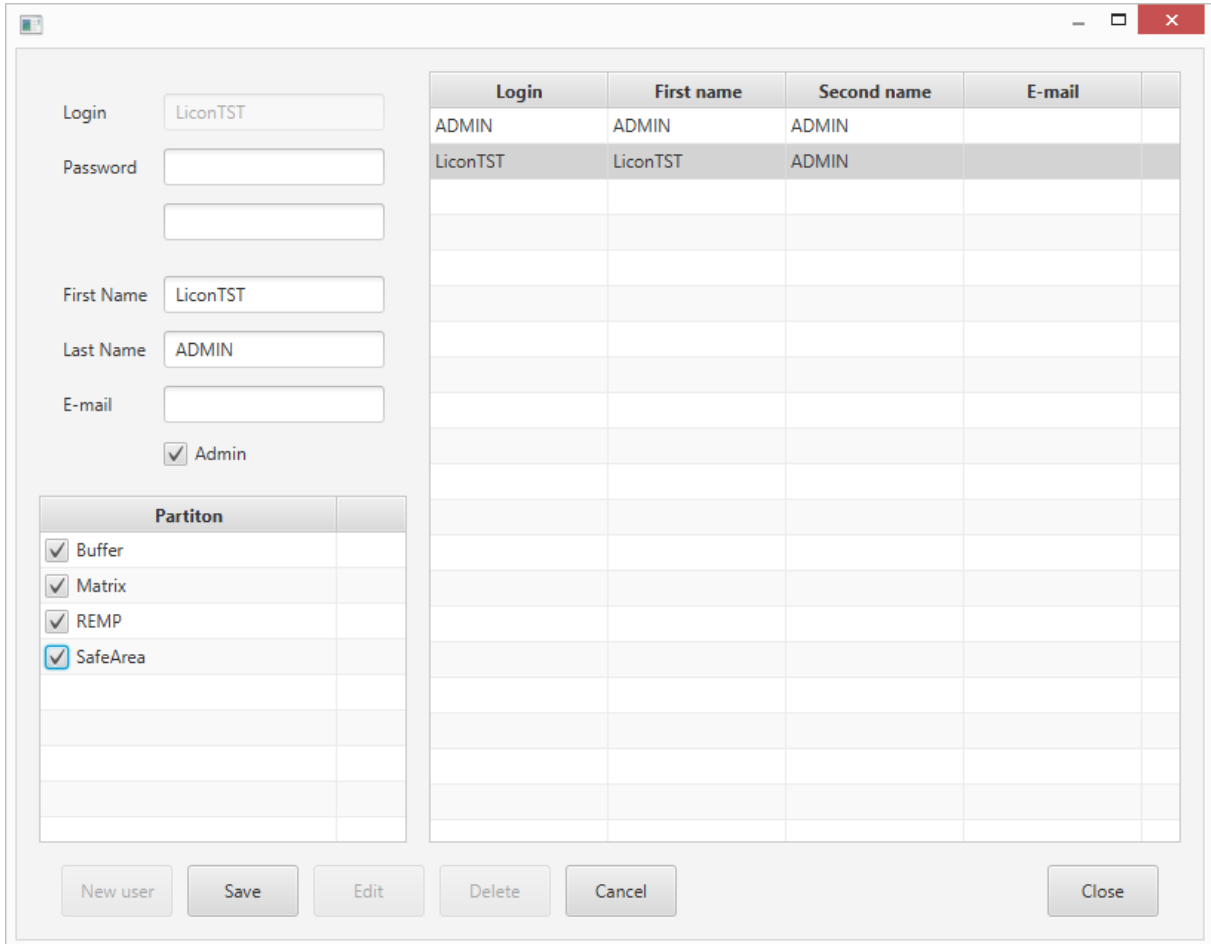 Login LiconTST
Password
First Name LiconTST
Last Name ADMIN
E-mail
Admin
Partiton
Buffer
Matrix
REMP
SafeArea
Login First name Second name E-mail
ADMIN ADMIN ADMIN
LiconTST LiconTST ADMIN
New user Save Edit Delete Cancel Close